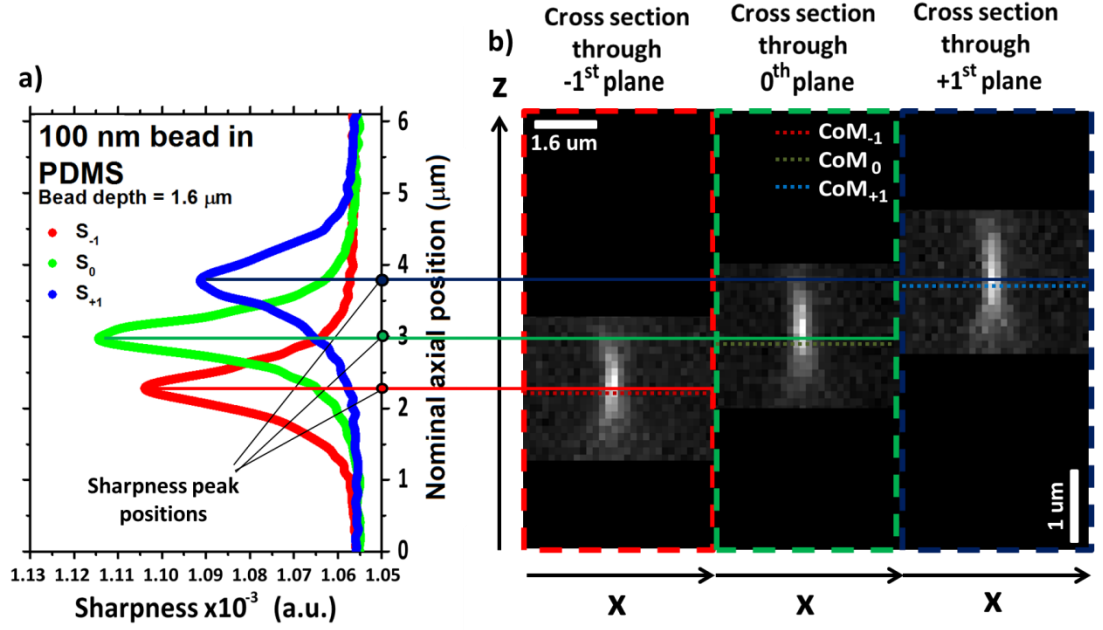 a)
100 nm bead in
PDMS
Bead depth = 1.6 μm
S-1
S0
S+1
Sharpness peak
positions
6
5
4
3
2
1
0
Nominal axial position (μm)
1.13 1.12 1.11 1.10 1.09 1.08 1.07 1.06 1.05
Sharpness x10-3 (a.u.)
b)
z
Cross section
through
-1st plane
Cross section
through
0th plane
Cross section
through
+1st plane
1.6 um
CoM-1
CoM0
CoM+1
1 um
x
x
x